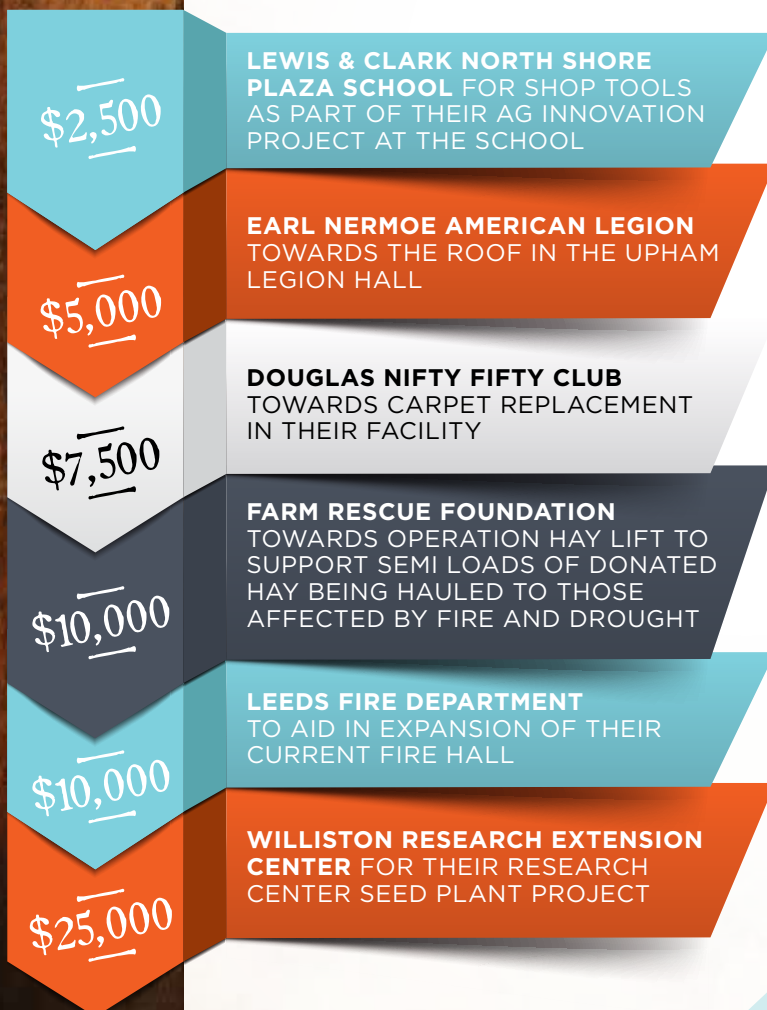 $2,500
LEWIS & CLARK NORTH SHORE
PLAZA SCHOOL FOR SHOP TOOLS
AS PART OF THEIR AG INNOVATION
PROJECT AT THE SCHOOL
$5,000
EARL NERMOE AMERICAN LEGION
TOWARDS THE ROOF IN THE UPHAM
LEGION HALL
$7,500
DOUGLAS NIFTY FIFTY CLUB
TOWARDS CARPET REPLACEMENT
IN THEIR FACILITY
$10,000
FARM RESCUE FOUNDATION
TOWARDS OPERATION HAY LIFT TO
SUPPORT SEMI LOADS OF DONATED
HAY BEING HAULED TO THOSE
AFFECTED BY FIRE AND DROUGHT
$10,000
LEEDS FIRE DEPARTMENT
TO AID IN EXPANSION OF THEIR
CURRENT FIRE HALL
$25,000
WILLISTON RESEARCH EXTENSION
CENTER FOR THEIR RESEARCH
CENTER SEED PLANT PROJECT